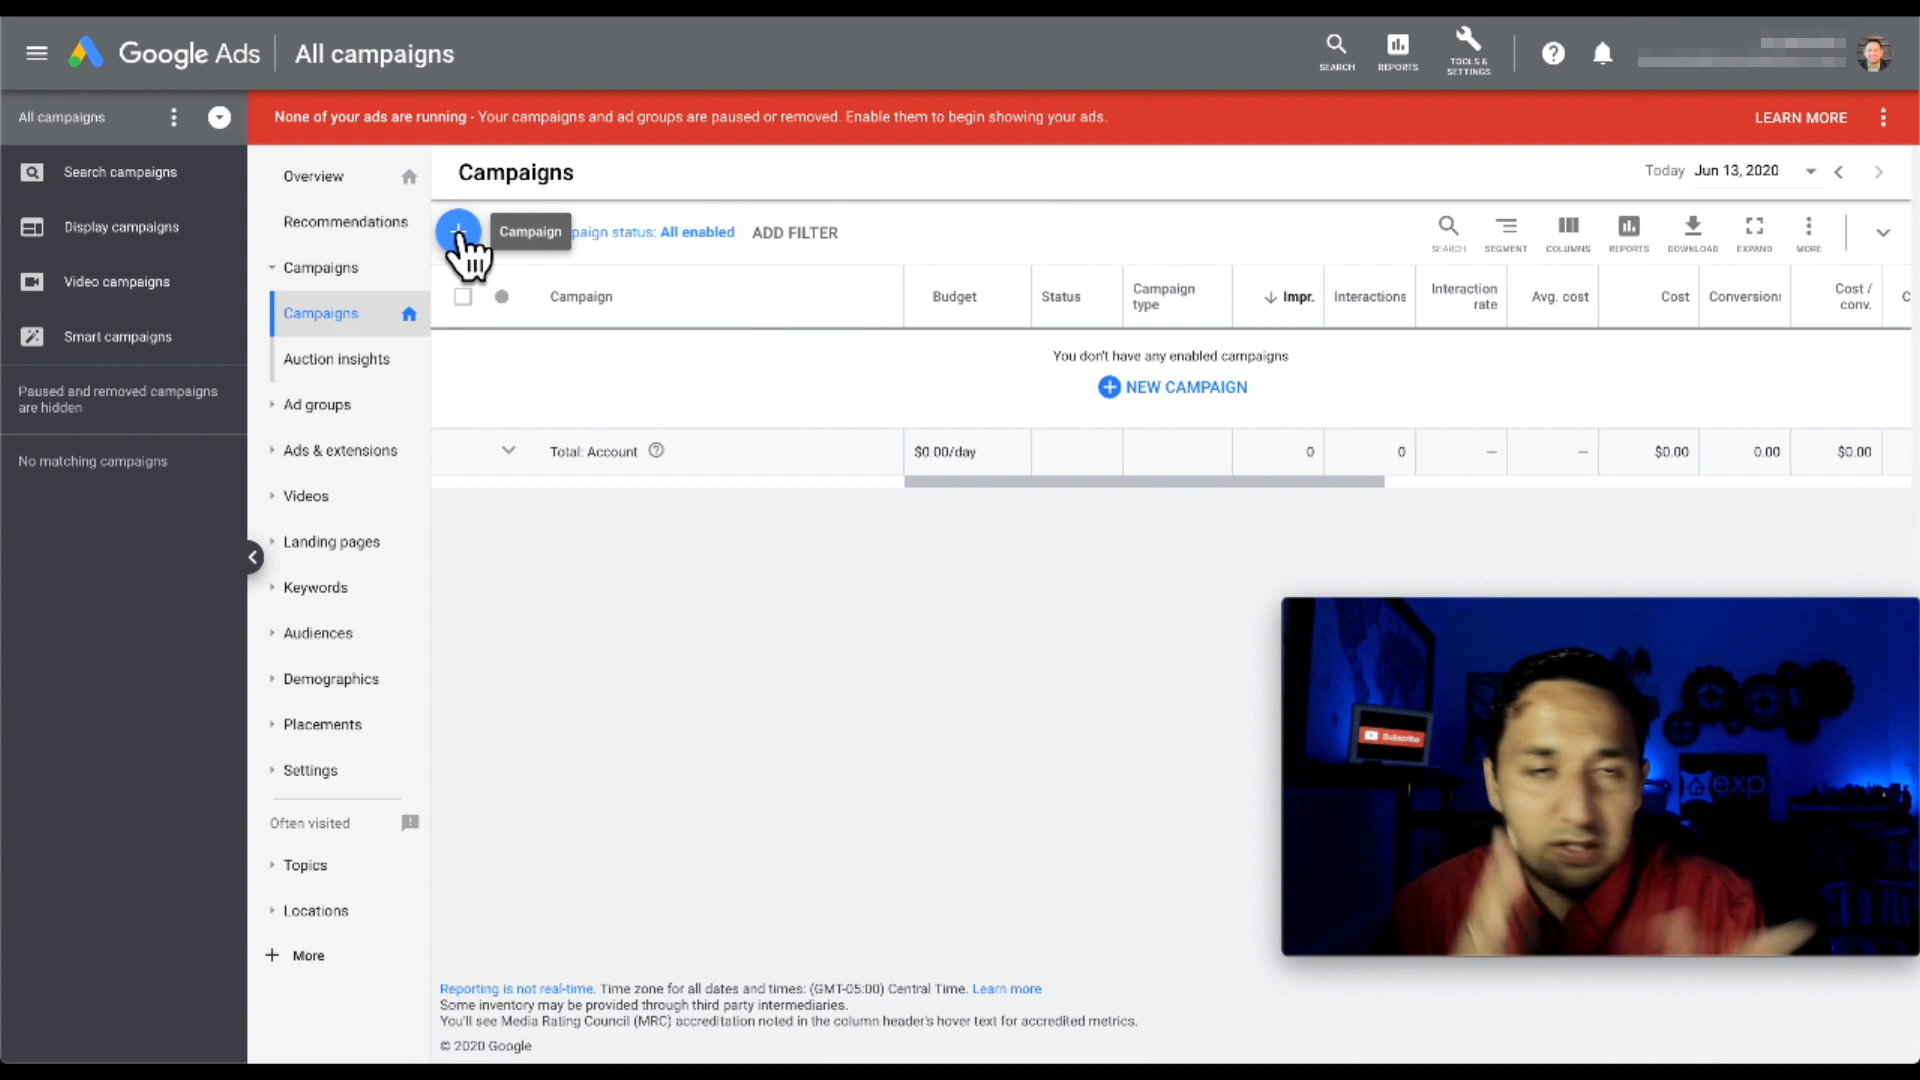 Google Ads
All campaigns
SEARCH
REPORTS
TOOLS &
SETTINGS
All campaigns
None of your ads are running - Your campaigns and ad groups are paused or removed. Enable them to begin showing your ads.
LEARN MORE
Search campaigns
Display campaigns
Video campaigns
Smart campaigns
Paused and removed campaigns
are hidden
No matching campaigns
Overview
Recommendations
Campaigns
Campaigns
Auction insights
Ad groups
Ads & extensions
Videos
Landing pages
Keywords
Audiences
Demographics
Placements
Settings
Often visited
Topics
Locations
More
Campaigns
Today Jun 13, 2020
Campaign
paign status: All enabled
ADD FILTER
SEARCH
SEGMENT
COLUMNS
REPORTS
DOWNLOAD
EXPAND
MORE
Campaign
Budget
Status
Campaign
type
Impr.
Interactions
Interaction
rate
Avg. cost
Cost
Conversions
Cost /
conv.
C
You don't have any enabled campaigns
NEW CAMPAIGN
Total: Account
$0.00/day
0
0
—
—
$0.00
0.00
$0.00
Subscribe
exp
Reporting is not real-time. Time zone for all dates and times: (GMT-05:00) Central Time. Learn more
Some inventory may be provided through third party intermediaries.
You'll see Media Rating Council (MRC) accreditation noted in the column header's hover text for accredited metrics.
© 2020 Google